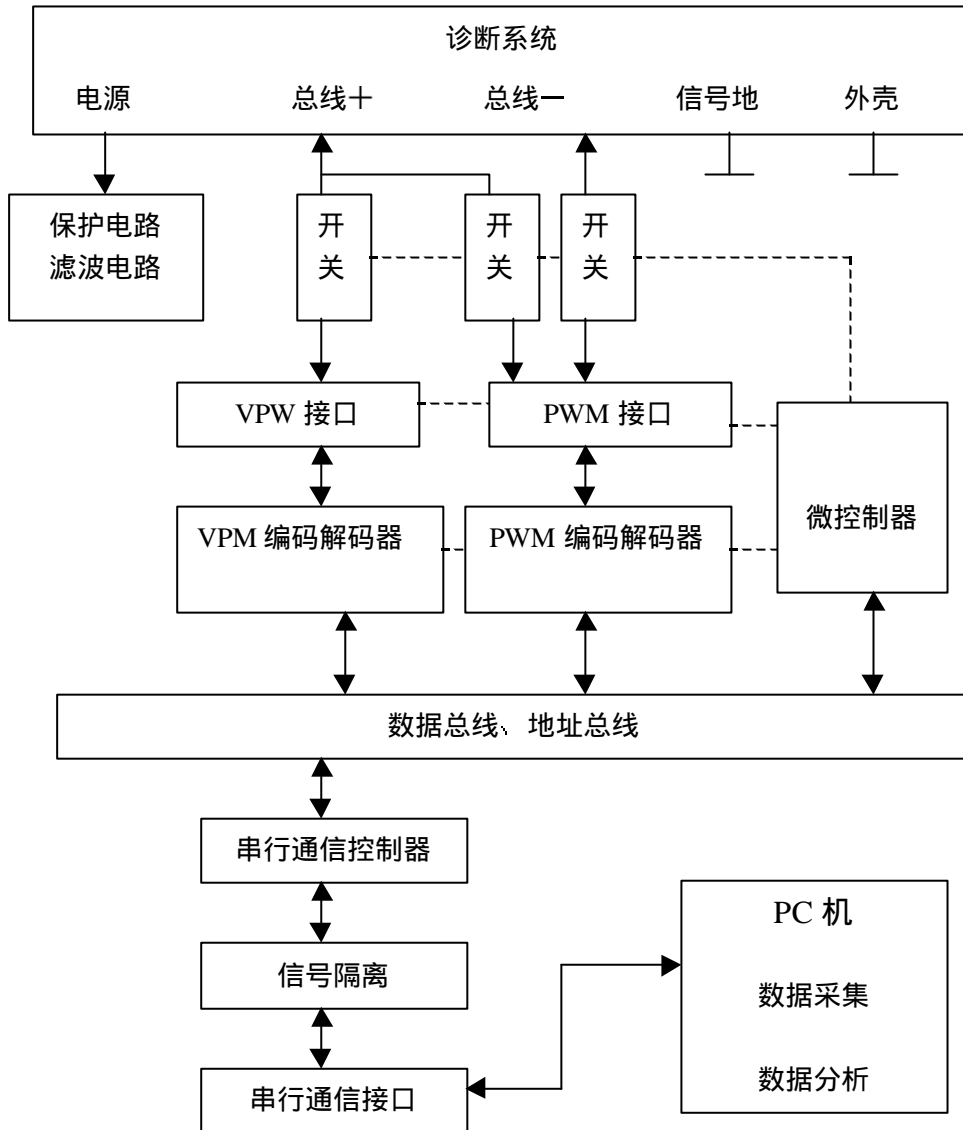 诊断系统
电源 总线＋ 总线— 信号地 外壳
保护电路
滤波电路
开
关
开
关
开
关
VPW 接口
PWM 接口
微控制器
VPM 编码解码器
PWM 编码解码器
数据总线、地址总线
串行通信控制器
信号隔离
串行通信接口
PC 机
数据采集
数据分析